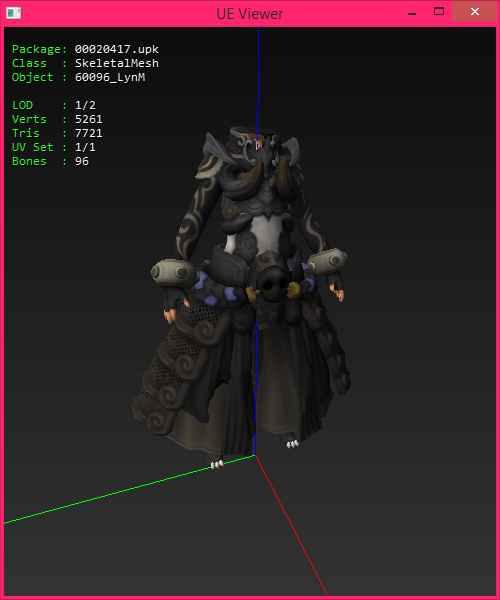 UE Viewer
Package: 00020417.upk
Class : SkeletalMesh
Object : 60096_LynM
LOD : 1/2
Verts : 5261
Tris : 7721
UV Set : 1/1
Bones : 96